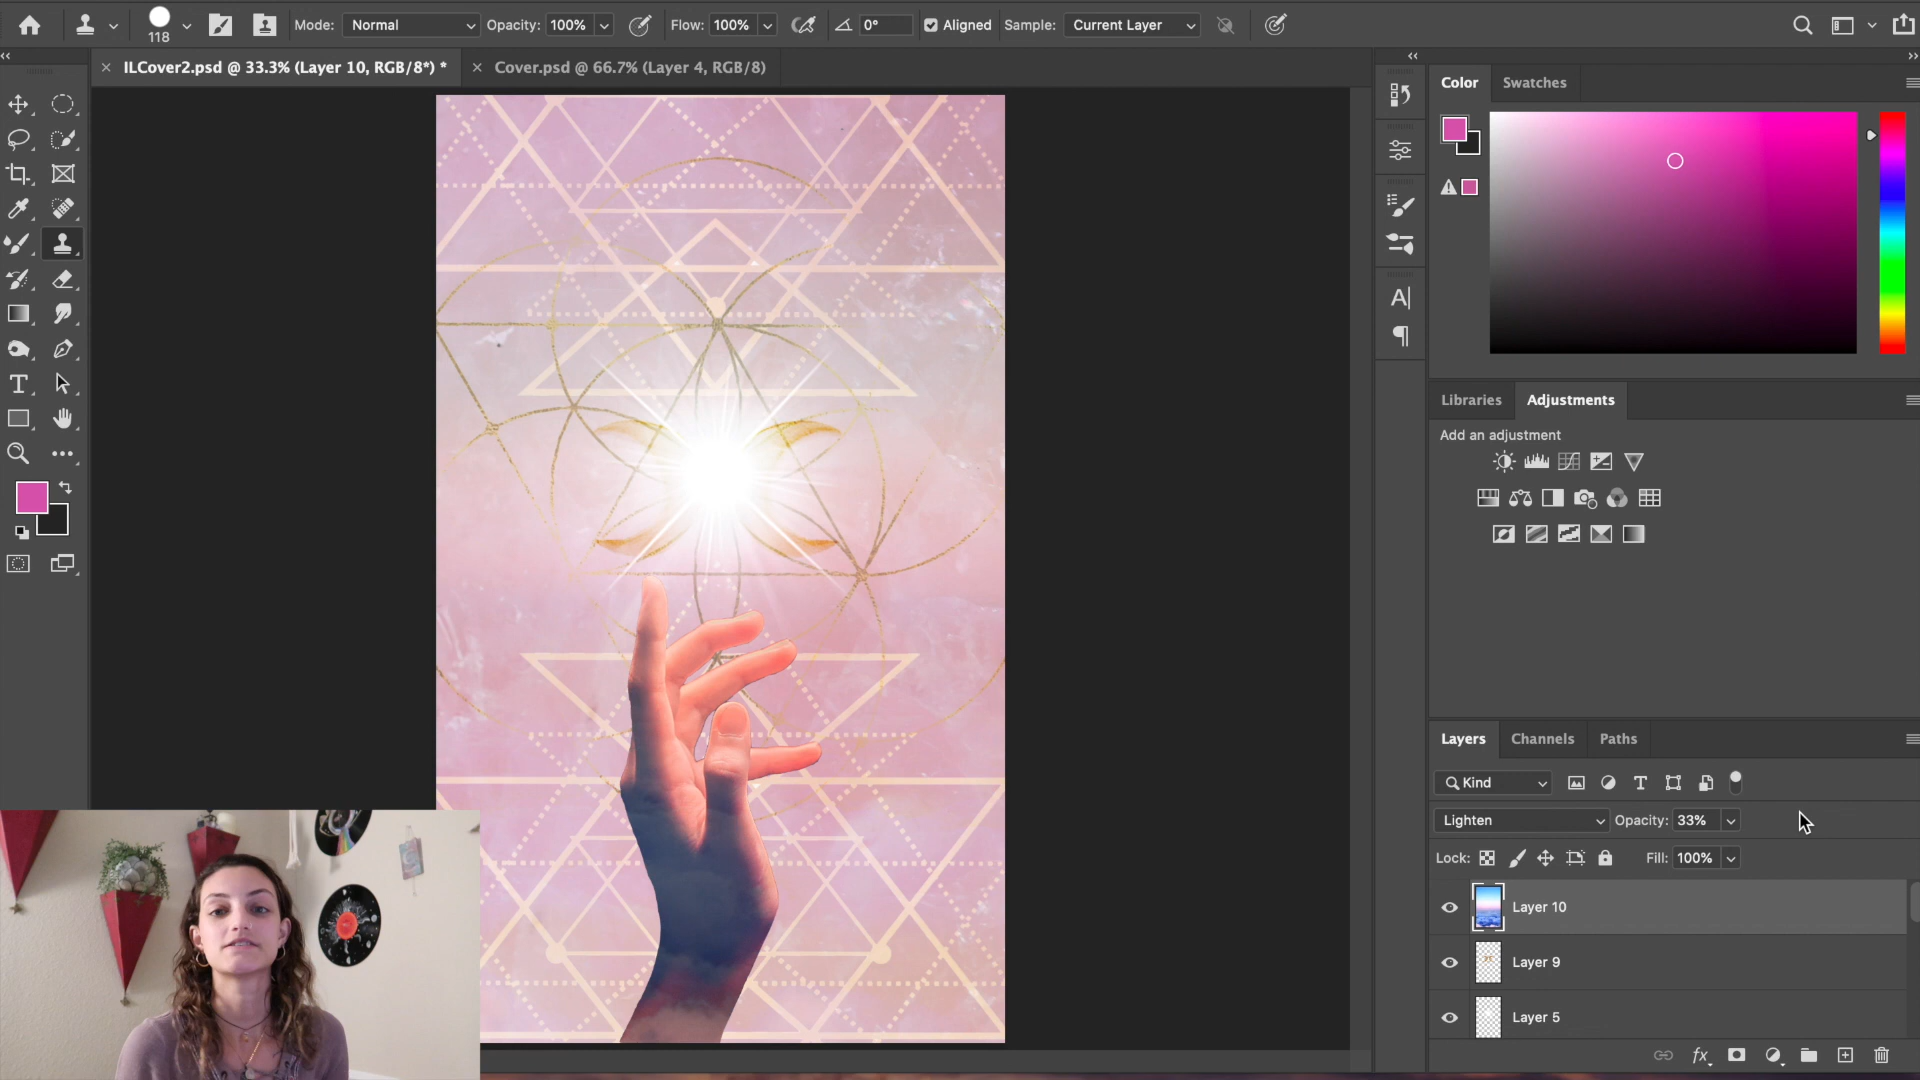 118
Mode: Normal Opacity: 100% Flow: 100% 0° Aligned Sample: Current Layer
ILCover2.psd @ 33.3% (Layer 10, RGB/8*) *
Cover.psd @ 66.7% (Layer 4, RGB/8)
Color Swatches
Libraries Adjustments
Add an adjustment
Layers Channels Paths
Kind
Lighten Opacity: 33%
Lock: Fill: 100%
Layer 10
Layer 9
Layer 5